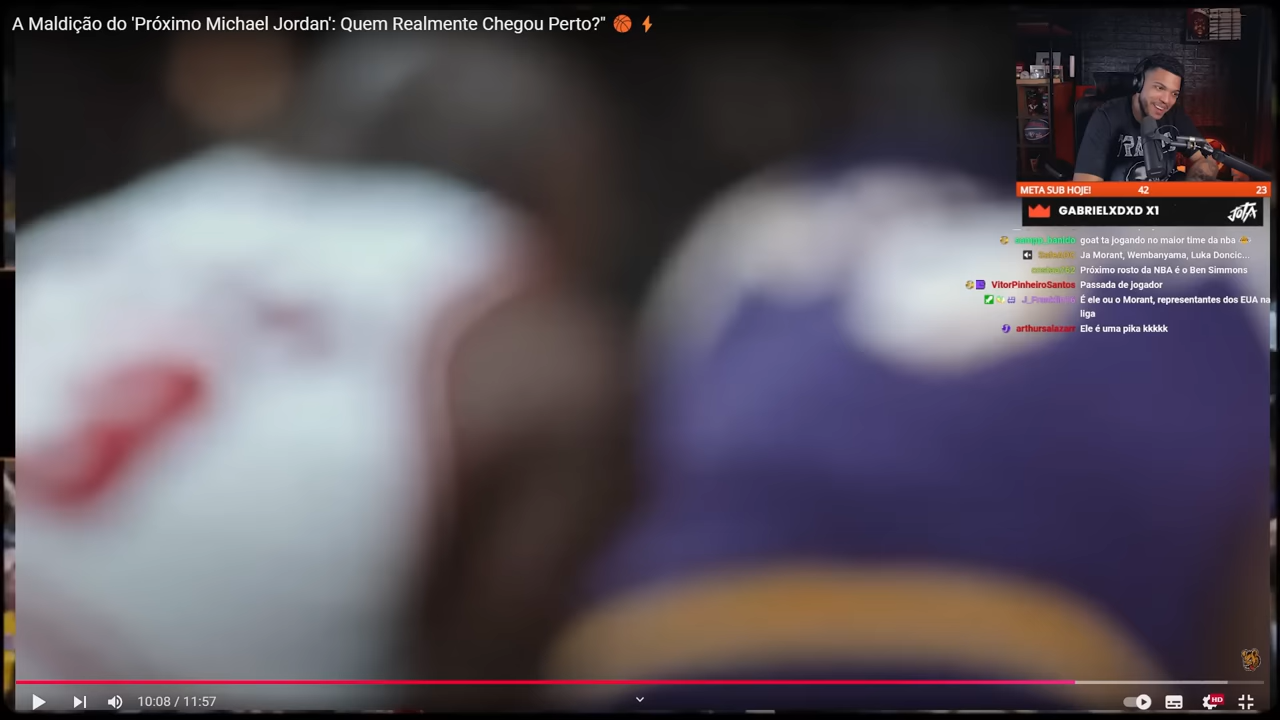 A Maldição do 'Próximo Michael Jordan': Quem Realmente Chegou Perto?" 🏀 ⚡
META SUB HOJE! 42 23
GABRIELXDXD X1 JOTA
goat ta jogando no maior time da nba
Ja Morant, Wembanyama, Luka Doncic...
Próximo rosto da NBA é o Ben Simmons
VitorPinheiroSantos Passada de jogador
É ele ou o Morant, representantes dos EUA na
liga
arthursalazarr Ele é uma pika kkkkk
10:08 / 11:57
HD